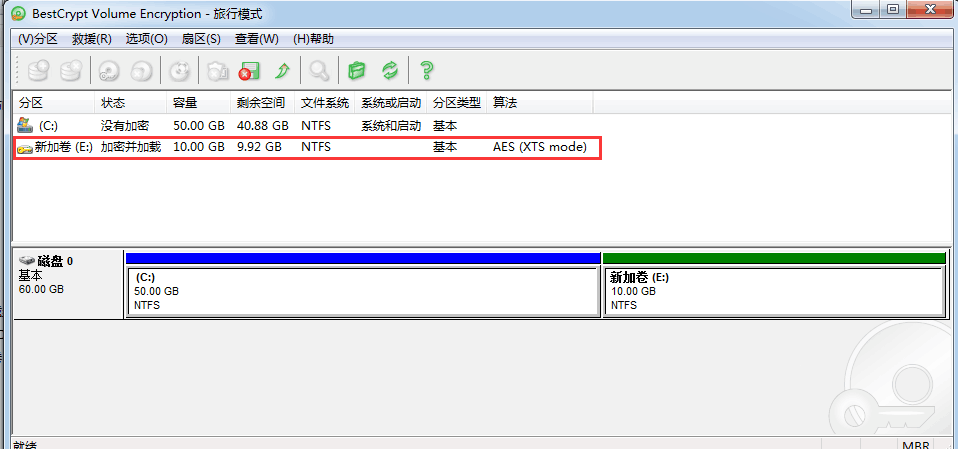 BestCrypt Volume Encryption - 旅行模式
(V)分区 救援(R) 选项(O) 扇区(S) 查看(W) (H)帮助
分区 状态 容量 剩余空间 文件系统 系统或启动 分区类型 算法
(C:) 没有加密 50.00 GB 40.88 GB NTFS 系统和启动 基本
新加卷 (E:) 加密并加载 10.00 GB 9.92 GB NTFS 基本 AES (XTS mode)
磁盘 0
基本
60.00 GB
(C:)
50.00 GB
NTFS
新加卷 (E:)
10.00 GB
NTFS
就绪 MBR